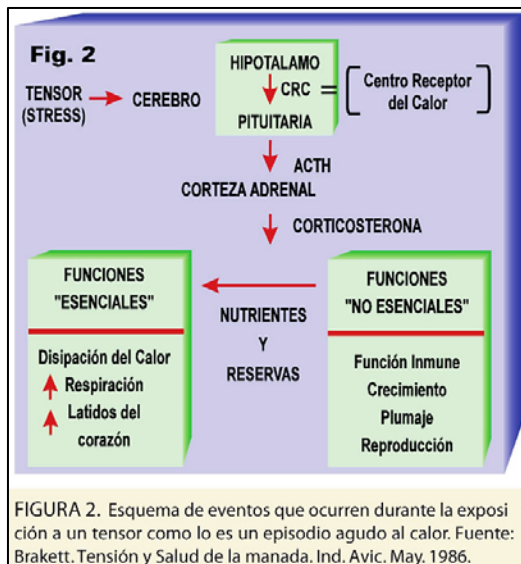 Fig. 2
TENSOR
(STRESS)
CEREBRO
HIPOTALAMO
CRC =
PITUITARIA
Centro Receptor
del Calor
ACTH
CORTEZA ADRENAL
CORTICOSTERONA
FUNCIONES
"ESENCIALES"
Disipación del Calor
Respiración
Latidos del
corazón
NUTRIENTES
Y
RESERVAS
FUNCIONES
"NO ESENCIALES"
Función Inmune
Crecimiento
Plumaje
Reproducción
FIGURA 2. Esquema de eventos que ocurren durante la exposi
ción a un tensor como lo es un episodio agudo al calor. Fuente:
Brakett. Tensión y Salud de la manada. Ind. Avic. May. 1986.